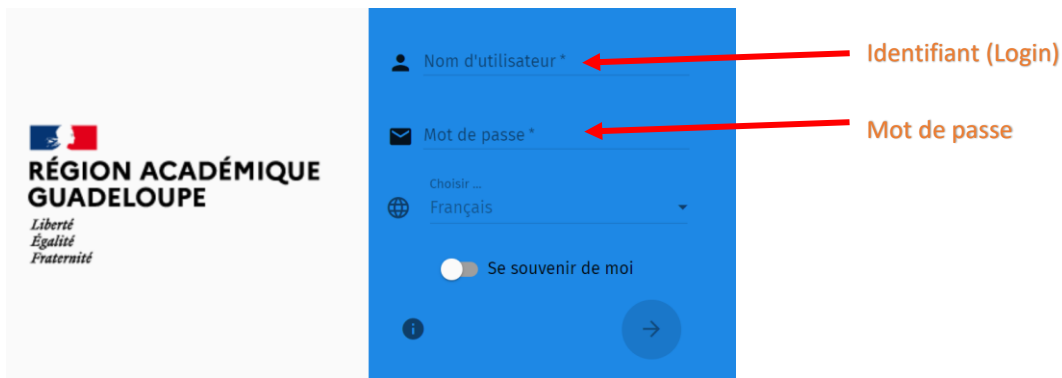 RÉGION ACADÉMIQUE
GUADELOUPE
Liberté
Égalité
Fraternité
Nom d'utilisateur *
Mot de passe *
Choisir ...
Français
Se souvenir de moi
Identifiant (Login)
Mot de passe